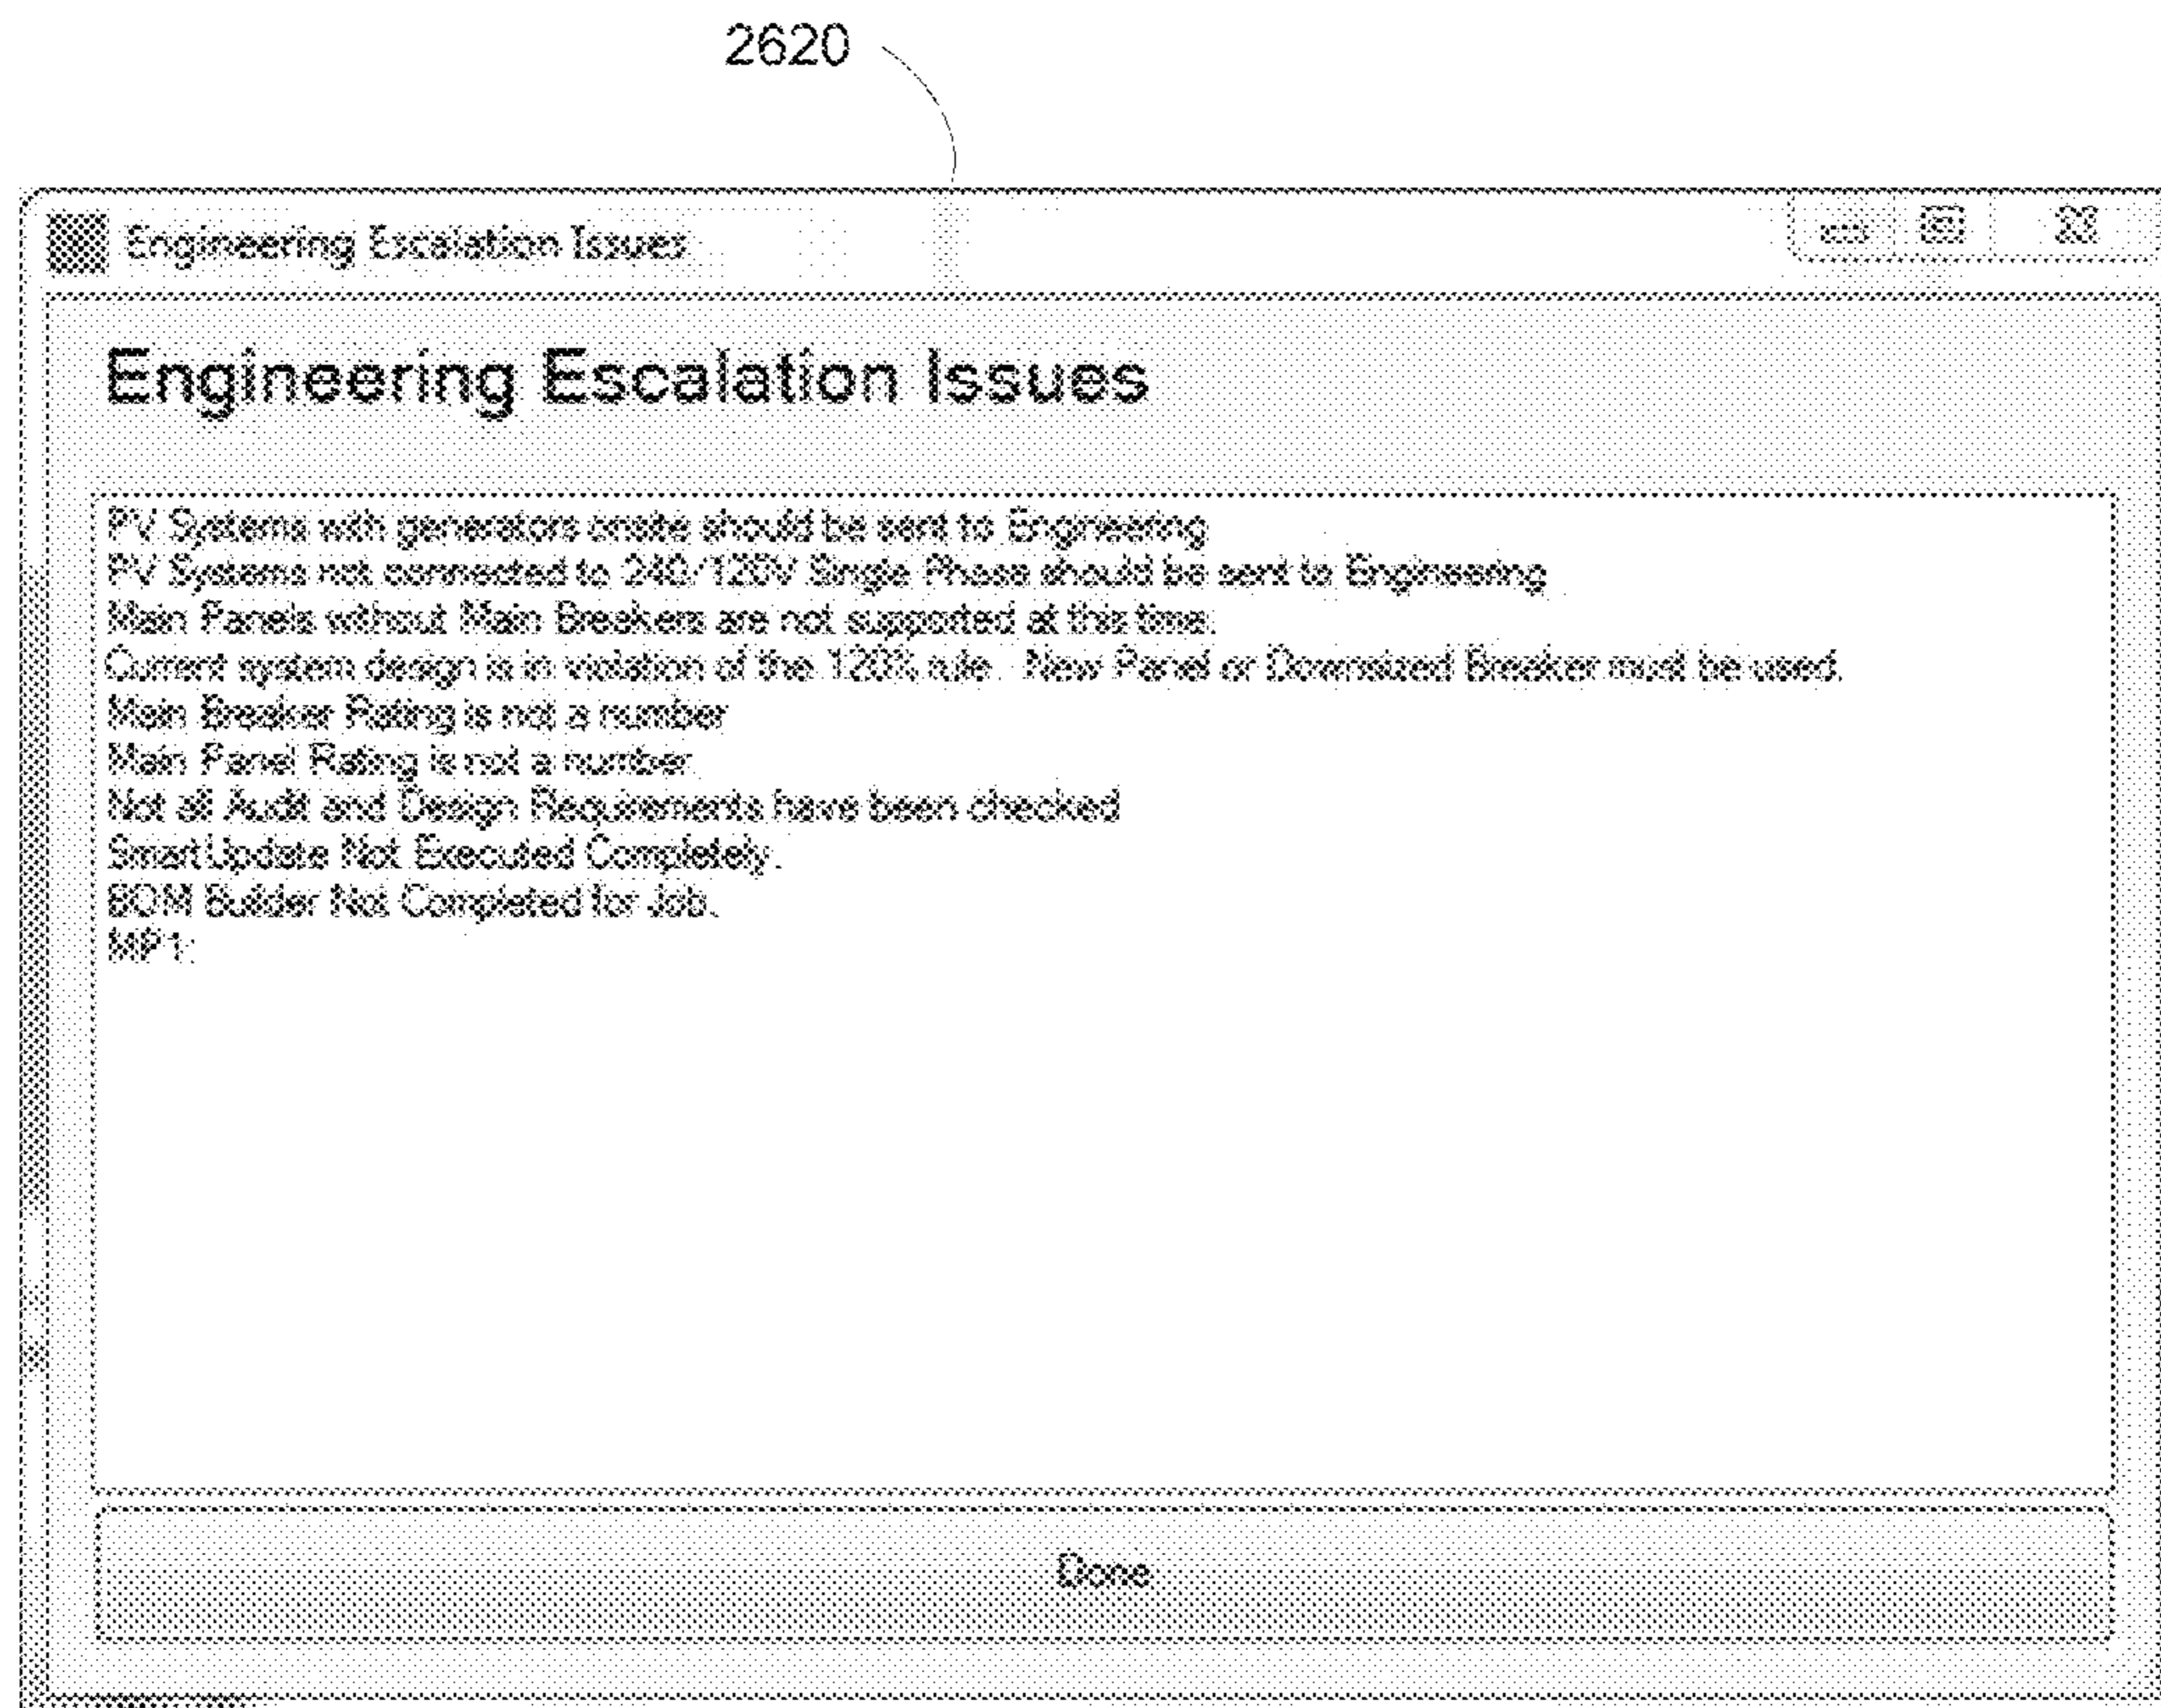 2620
Engineering Escalation Issues
Engineering Escalation Issues
PV Systems with generators onsite should be sent to Engineering
PV Systems not connected to 240/120V Single Phase should be sent to Engineering
Main Panels without Main Breakers are not supported at this time.
Current system design is in violation of the 120% rule. New Panel or Downsized Breaker must be used.
Main Breaker Rating is not a number
Main Panel Rating is not a number
Not all Audit and Design Requirements have been checked
SmartUpdate Not Executed Completely.
BOM Builder Not Completed for Job.
MP1:
Done